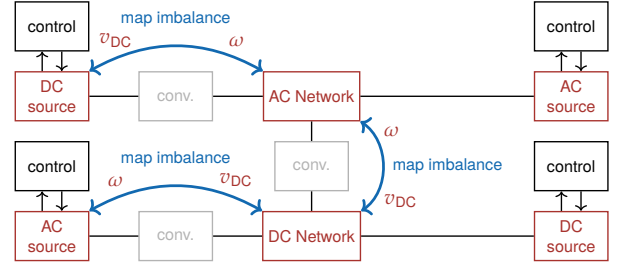 control
map imbalance
control
v_DC
ω
DC
source
conv.
AC Network
AC
source
ω
control
map imbalance
conv.
map imbalance
control
ω
v_DC
v_DC
AC
source
conv.
DC Network
DC
source